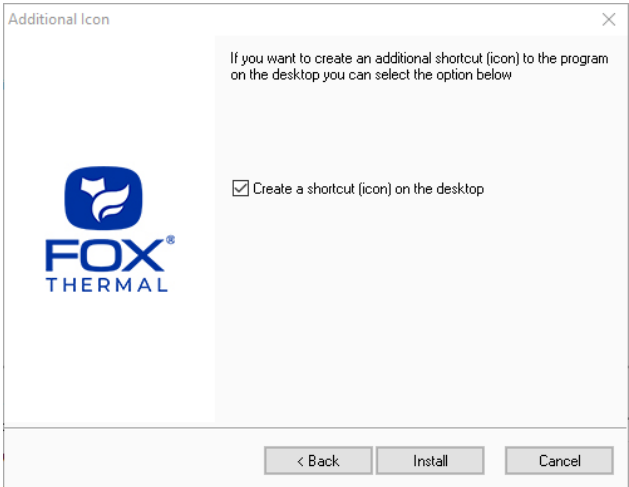 Additional Icon
If you want to create an additional shortcut (icon) to the program
on the desktop you can select the option below
Create a shortcut (icon) on the desktop
FOX®
THERMAL
< Back
Install
Cancel